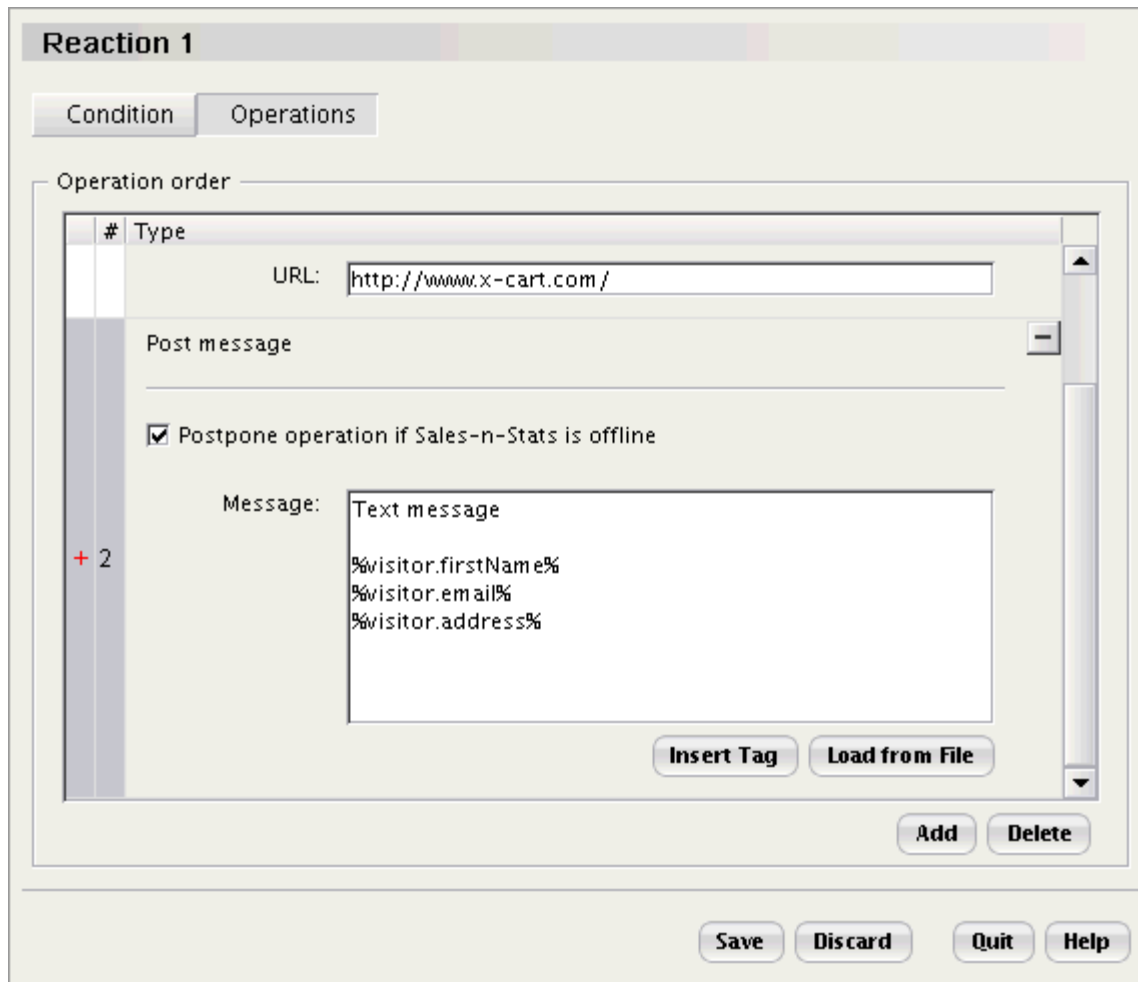 Reaction 1
Condition Operations
Operation order
# Type
URL: http://www.x-cart.com/
Post message
Postpone operation if Sales-n-Stats is offline
Message: Text message
%visitor.firstName%
%visitor.email%
%visitor.address%
+ 2
Insert Tag Load from File
Add Delete
Save Discard Quit Help